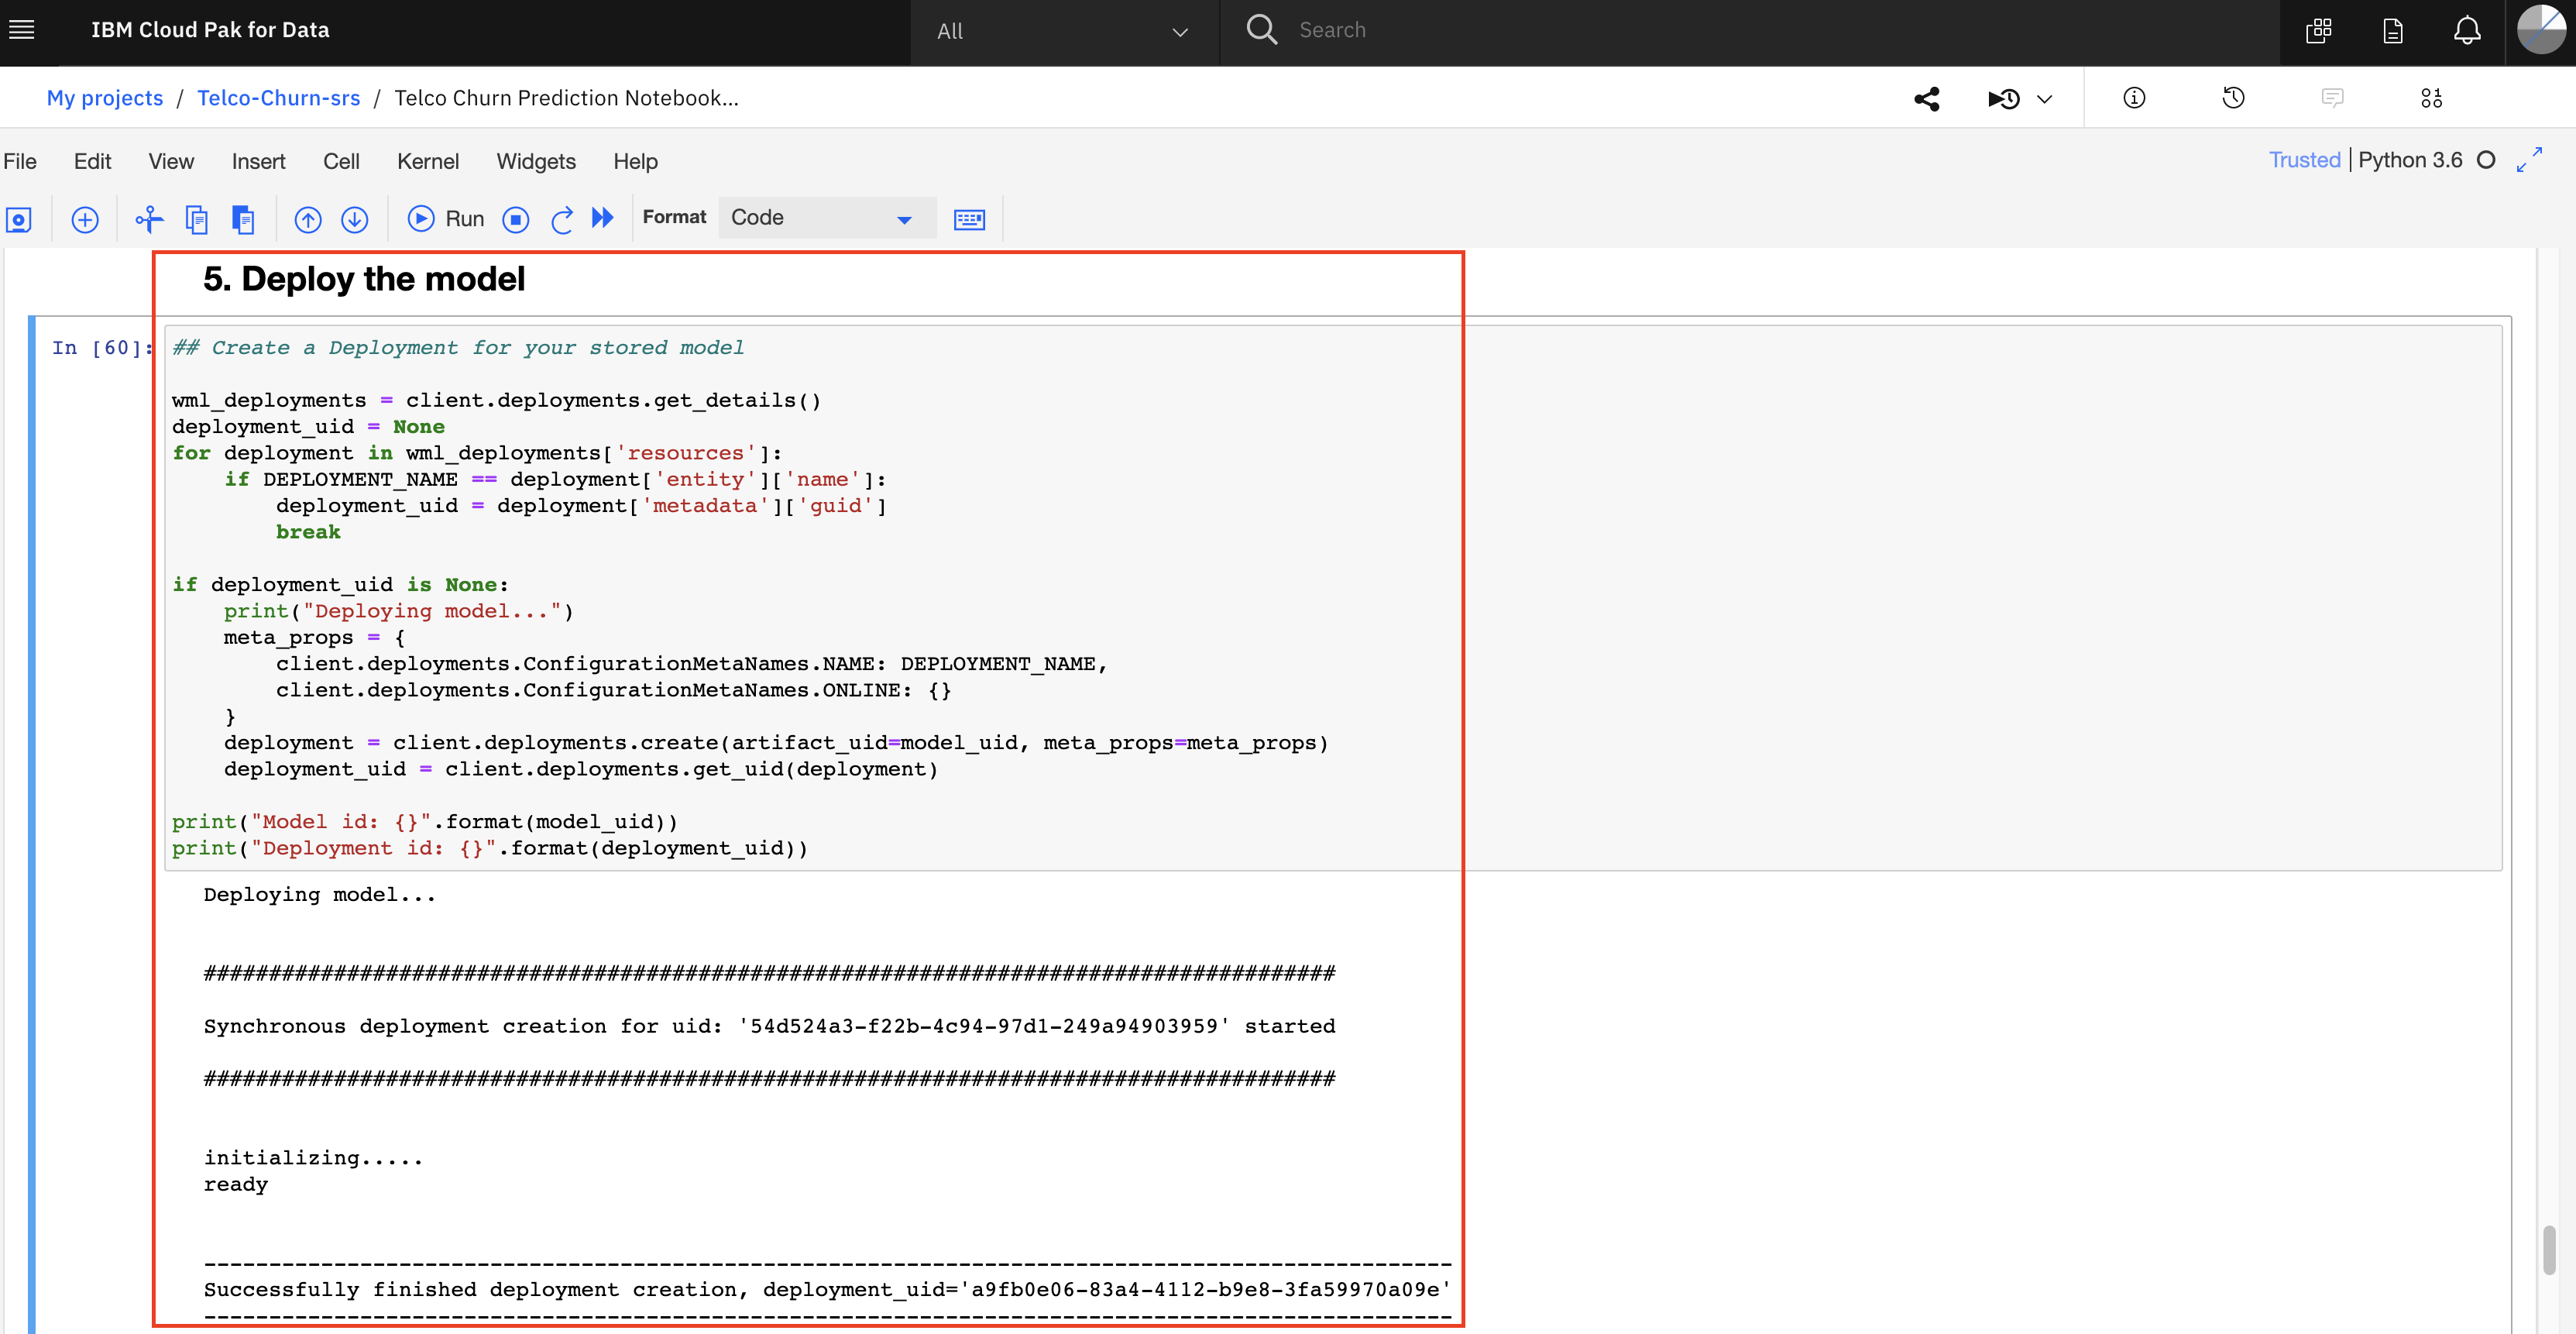 IBM Cloud Pak for Data
All
Search
My projects / Telco-Churn-srs / Telco Churn Prediction Notebook...
File Edit View Insert Cell Kernel Widgets Help
Trusted | Python 3.6
Run
Format
Code
5. Deploy the model
In [60]:
## Create a Deployment for your stored model
wml_deployments = client.deployments.get_details()
deployment_uid = None
for deployment in wml_deployments['resources']:
    if DEPLOYMENT_NAME == deployment['entity']['name']:
        deployment_uid = deployment['metadata']['guid']
        break
if deployment_uid is None:
    print("Deploying model...")
    meta_props = {
        client.deployments.ConfigurationMetaNames.NAME: DEPLOYMENT_NAME,
        client.deployments.ConfigurationMetaNames.ONLINE: {}
    }
    deployment = client.deployments.create(artifact_uid=model_uid, meta_props=meta_props)
    deployment_uid = client.deployments.get_uid(deployment)
print("Model id: {}".format(model_uid))
print("Deployment id: {}".format(deployment_uid))
Deploying model...
#######################################################################################
Synchronous deployment creation for uid: '54d524a3-f22b-4c94-97d1-249a94903959' started
#######################################################################################
initializing.....
ready
------------------------------------------------------------------------------------------------
Successfully finished deployment creation, deployment_uid='a9fb0e06-83a4-4112-b9e8-3fa59970a09e'
------------------------------------------------------------------------------------------------